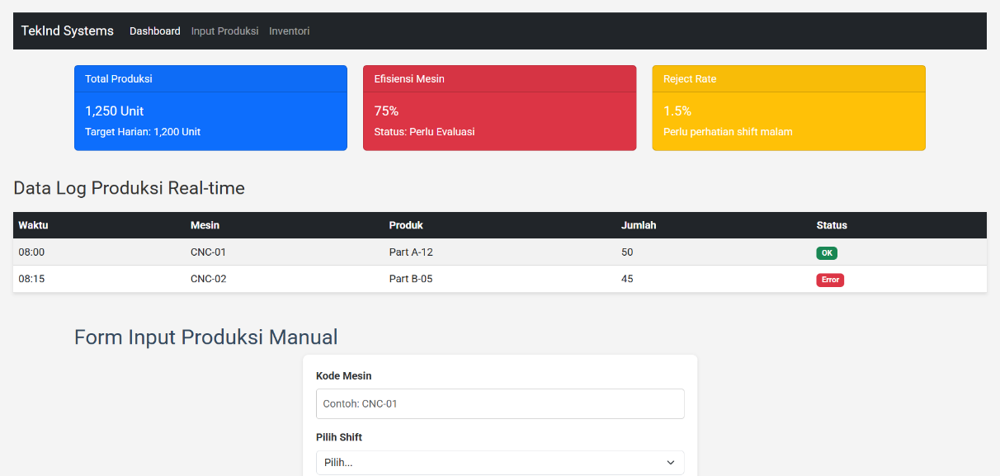 TekInd Systems Dashboard Input Produksi Inventori
Total Produksi Efisiensi Mesin Reject Rate
1,250 Unit 75% 1.5%
Target Harian: 1,200 Unit Status: Perlu Evaluasi Perlu perhatian shift malam
Data Log Produksi Real-time
Waktu Mesin Produk Jumlah Status
08:00 CNC-01 Part A-12 50 OK
08:15 CNC-02 Part B-05 45 Error
Form Input Produksi Manual
Kode Mesin
Contoh: CNC-01
Pilih Shift
Pilih...